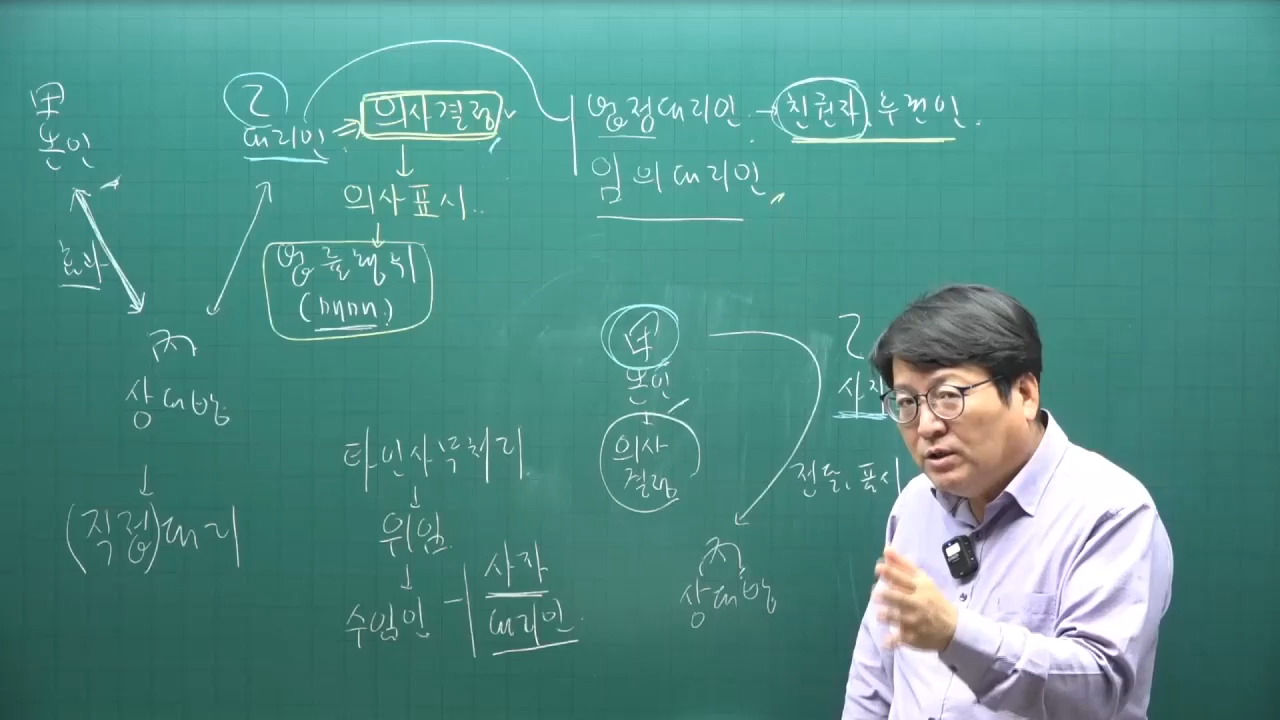 甲
본인
乙
대리인 ⇒ 의사결정
↓
의사표시..
↓
법률행위
(매매)
법정대리인 - 친권자, 후견인.
임의대리인
효과
丙
상대방
↓
(직접)대리
타인사무처리
↓
위임
↓
수임인 - 사자
대리인
甲
본인
↓
의사
결정
乙
사자
전달, 표시
丙
상대방